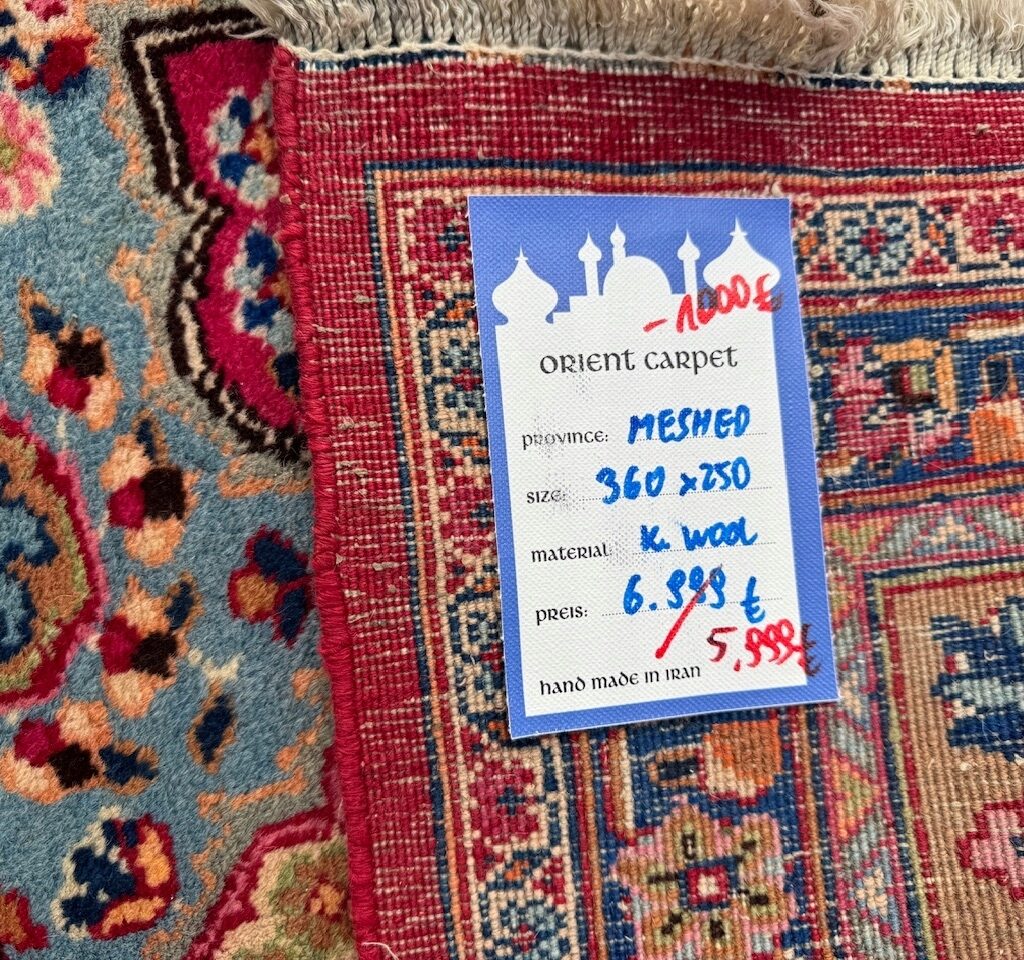 - 1000 €
ORIENT CARPET
PROVINCE: MESHED
SIZE: 360 x 250
MATERIAL K. WOOL
PREIS: 6.999 €
5,999 €
HAND MADE IN IRAN